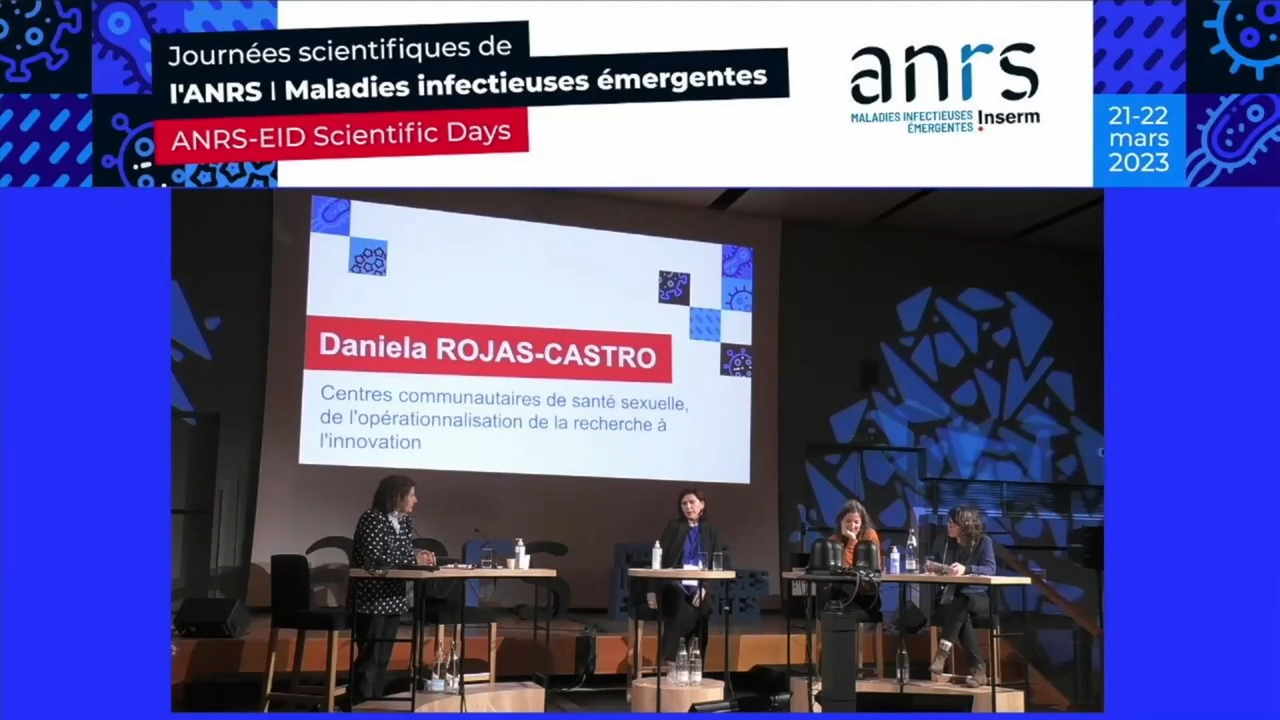 Journées scientifiques de
l'ANRS | Maladies infectieuses émergentes
ANRS-EID Scientific Days
anrs
MALADIES INFECTIEUSES
ÉMERGENTES Inserm
21-22
mars
2023
Daniela ROJAS-CASTRO
Centres communautaires de santé sexuelle,
de l'opérationnalisation de la recherche à
l'innovation